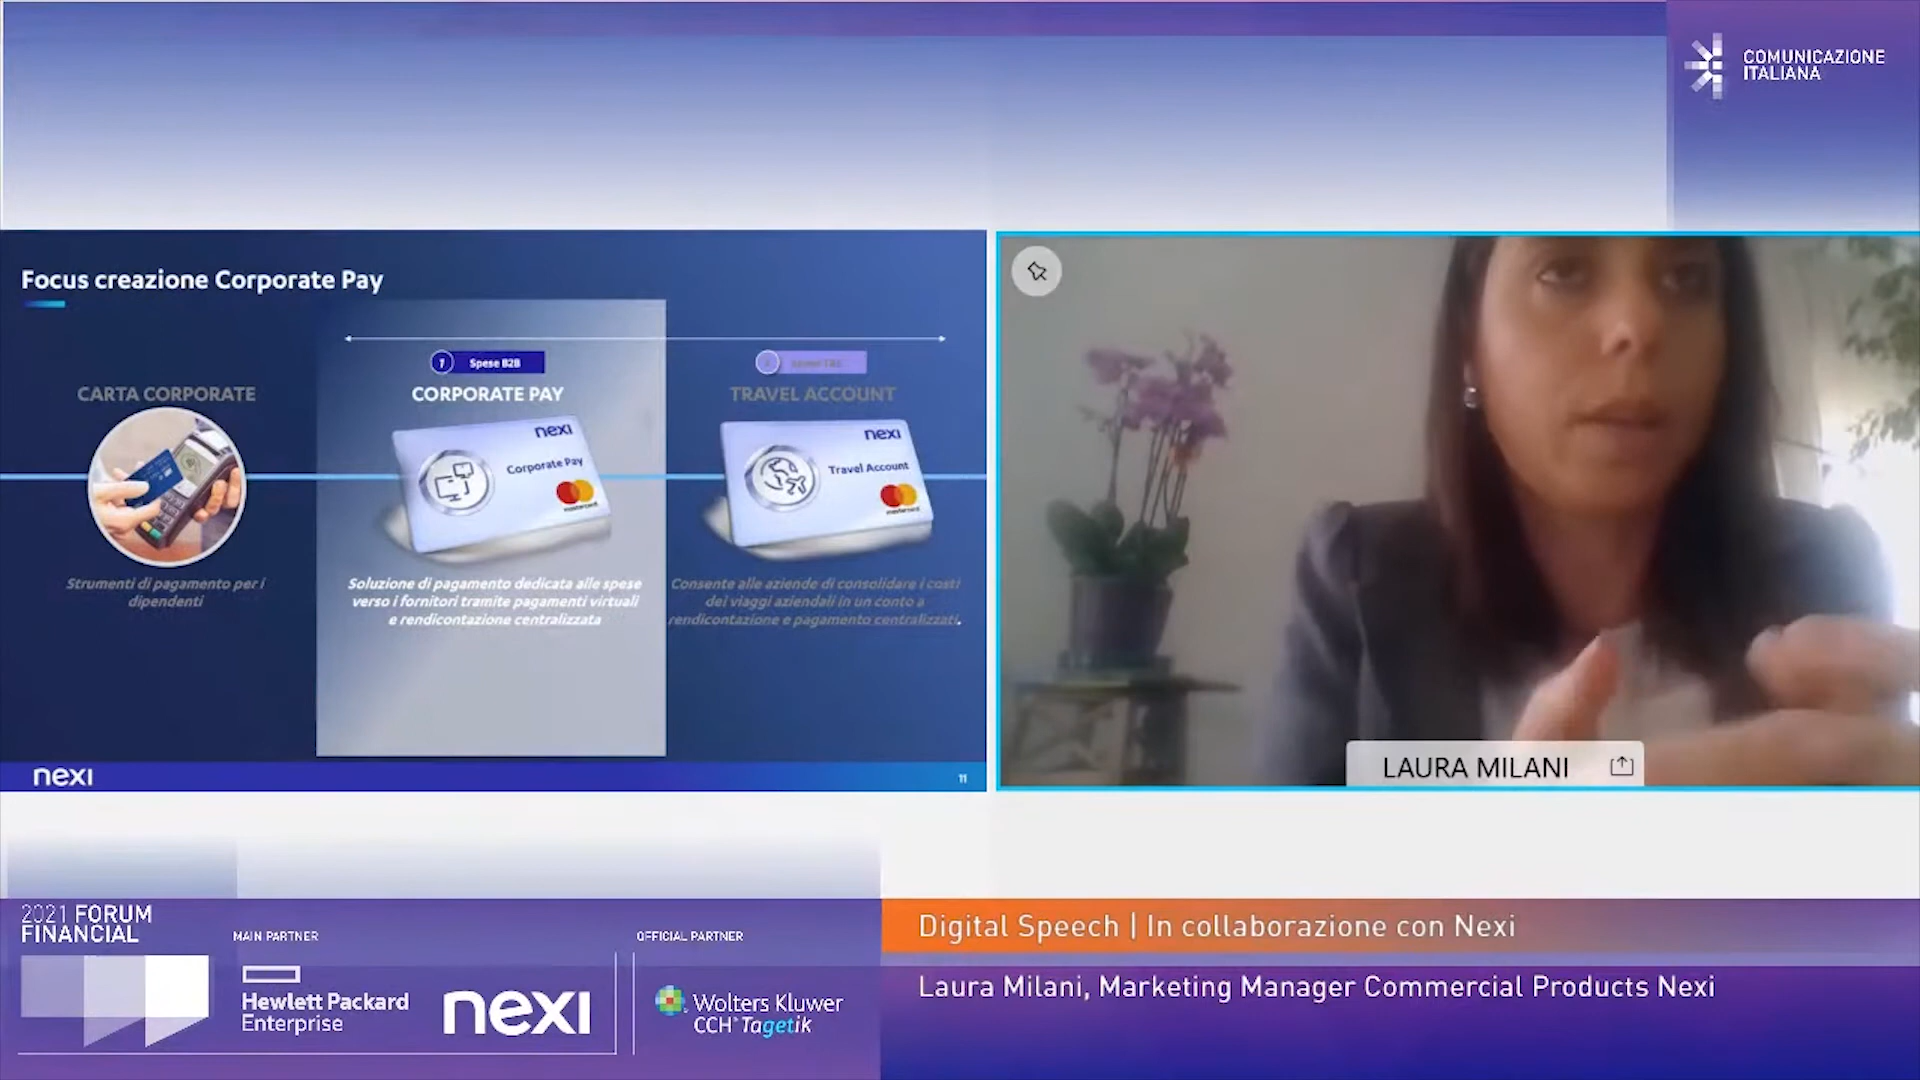 COMUNICAZIONE
ITALIANA
Focus creazione Corporate Pay
1 Spese B2B
CARTA CORPORATE
CORPORATE PAY
TRAVEL ACCOUNT
nexi
Corporate Pay
mastercard
nexi
Travel Account
mastercard
Strumenti di pagamento per i
dipendenti
Soluzione di pagamento dedicata alle spese
verso i fornitori tramite pagamenti virtuali
e rendicontazione centralizzata
Consente alle aziende di consolidare i costi
dei viaggi aziendali in un conto a
rendicontazione e pagamento centralizzati.
nexi
11
LAURA MILANI
2021 FORUM
FINANCIAL
MAIN PARTNER
Hewlett Packard
Enterprise
nexi
OFFICIAL PARTNER
Wolters Kluwer
CCH® Tagetik
Digital Speech | In collaborazione con Nexi
Laura Milani, Marketing Manager Commercial Products Nexi